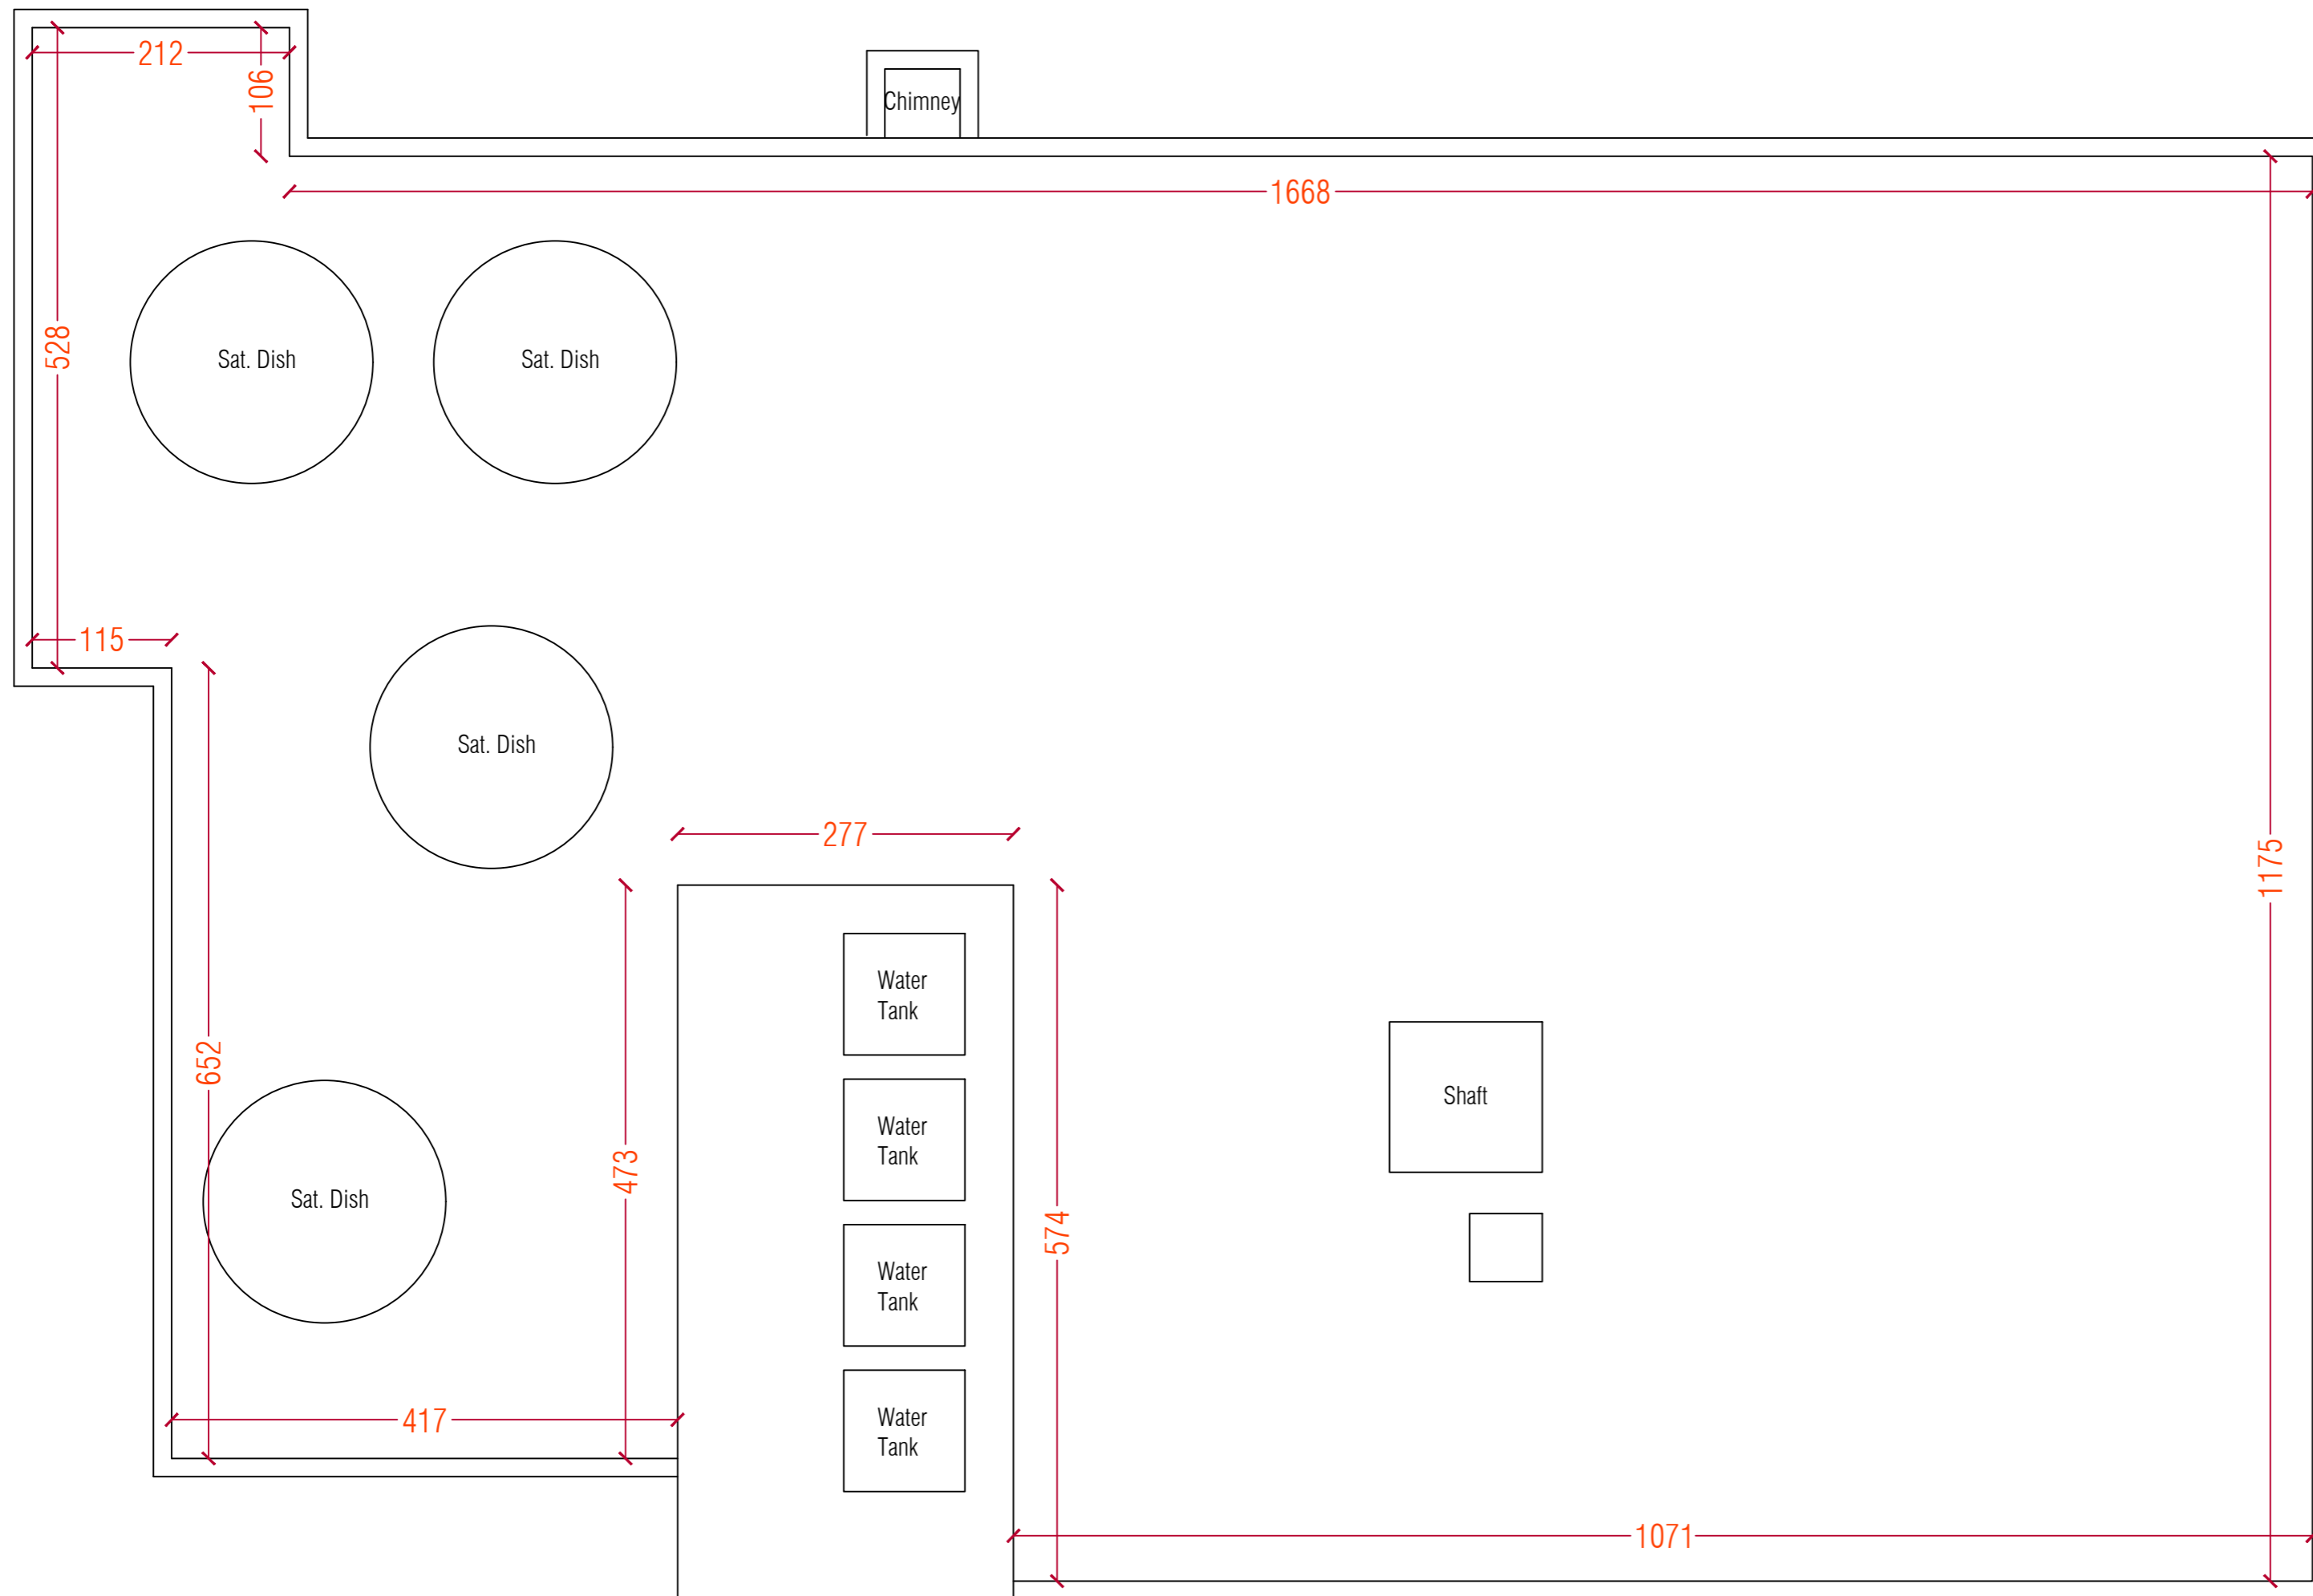 212
106
Chimney
1668
Sat. Dish
Sat. Dish
528
115
Sat. Dish
277
1175
Water
Tank
652
Shaft
Water
Tank
473
Sat. Dish
574
Water
Tank
417
Water
Tank
1071